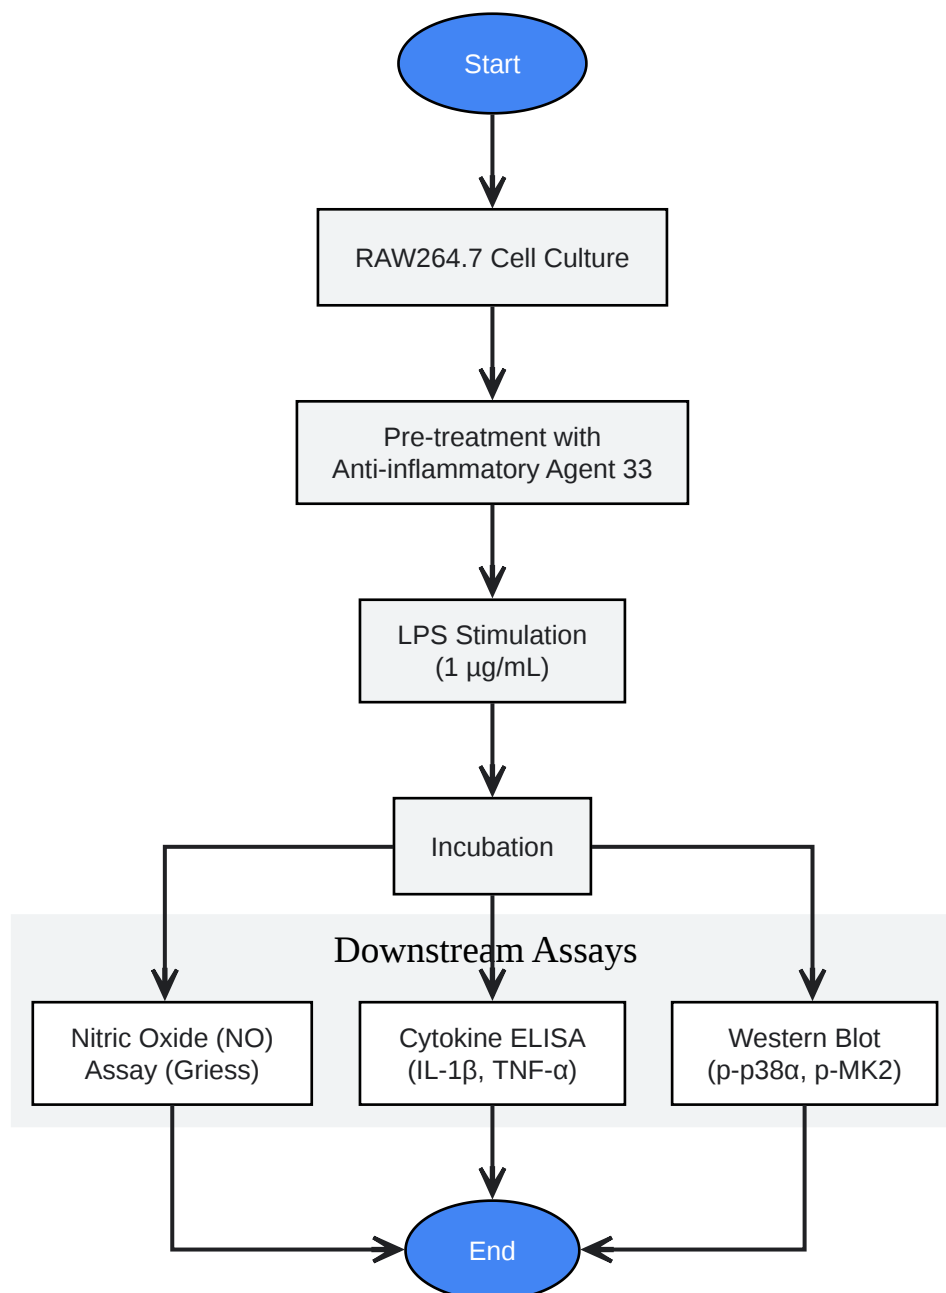 Start
RAW264.7 Cell Culture
Pre-treatment with
Anti-inflammatory Agent 33
LPS Stimulation
(1 µg/mL)
Incubation
Downstream Assays
Nitric Oxide (NO)
Assay (Griess)
Cytokine ELISA
(IL-1β, TNF-α)
Western Blot
(p-p38α, p-MK2)
End